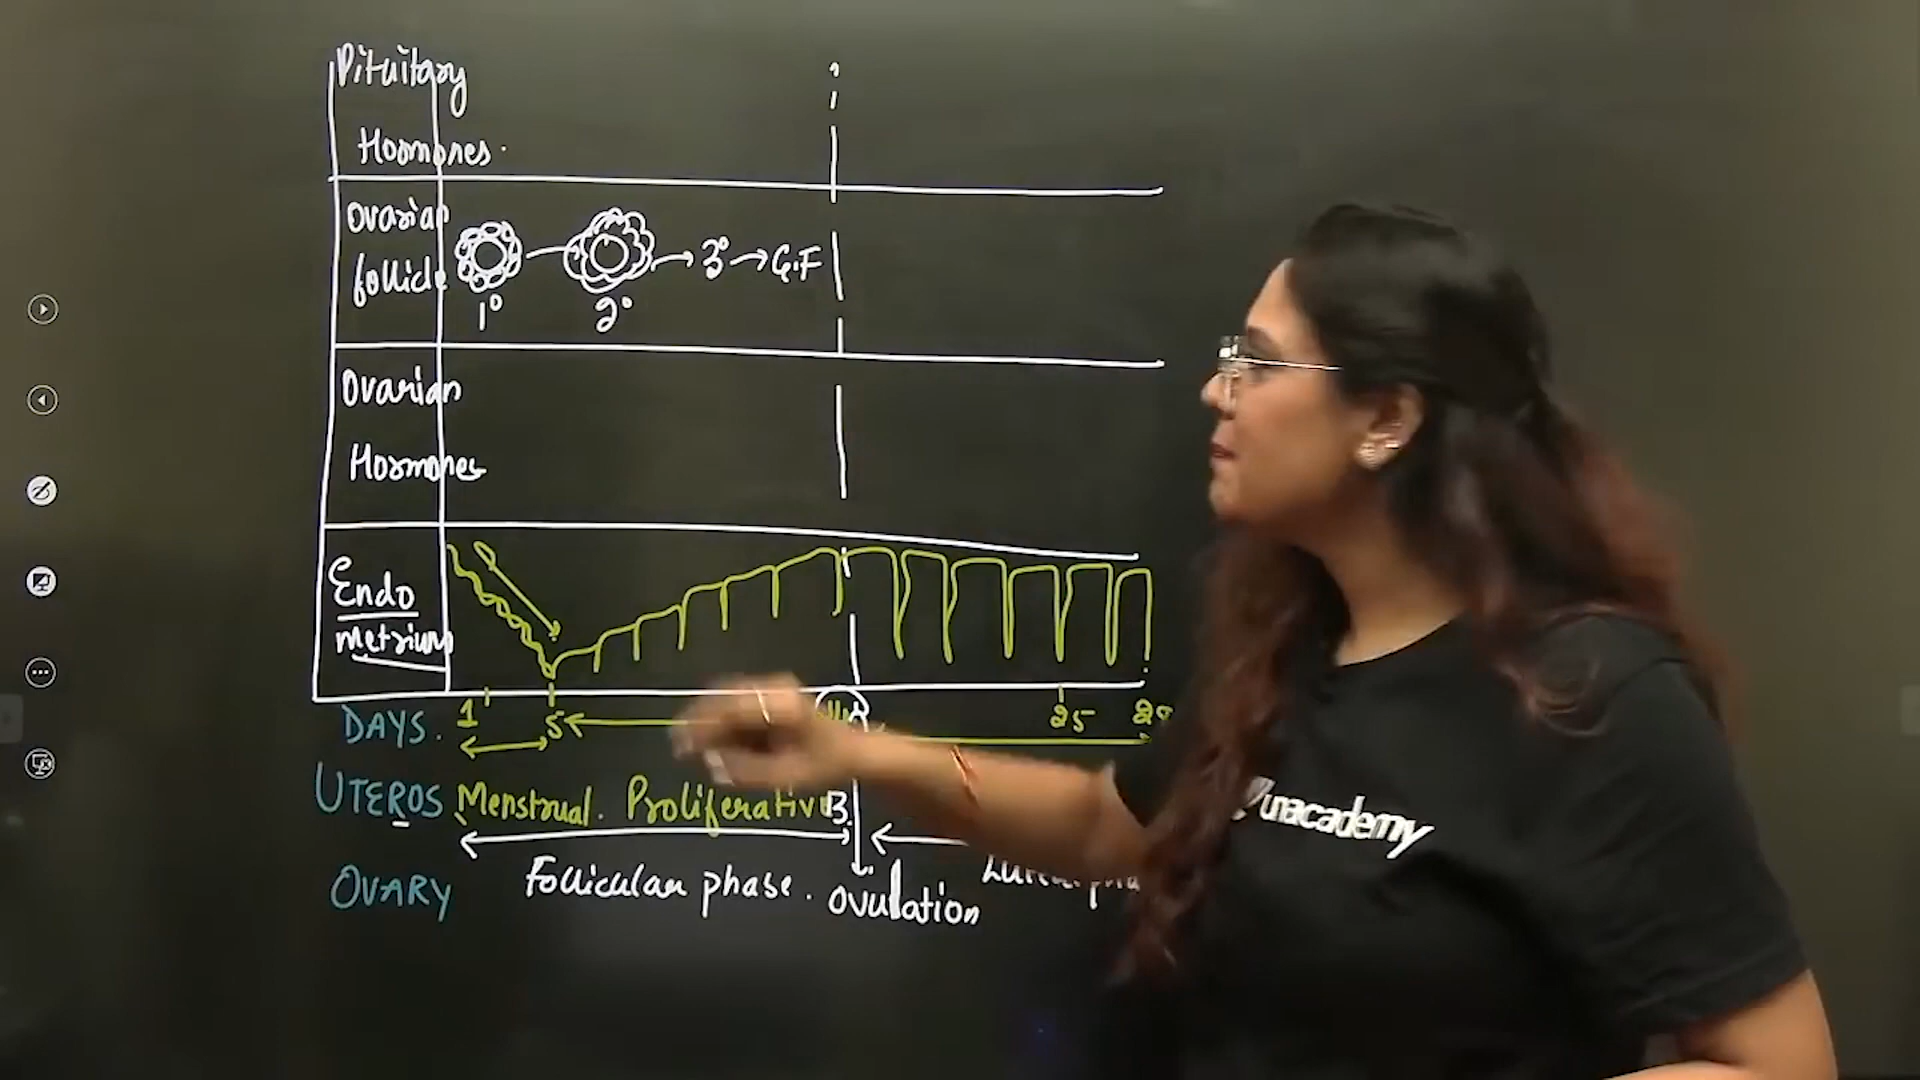 Pituitary
Hormones.
Ovarian
follicle
1° 2° → 3° → G.F
Ovarian
Hormones
Endo
metrium
DAYS. 1 5 25 28
UTEROS Menstrual. Proliferative
OVARY Follicular phase. Ovulation
unacademy